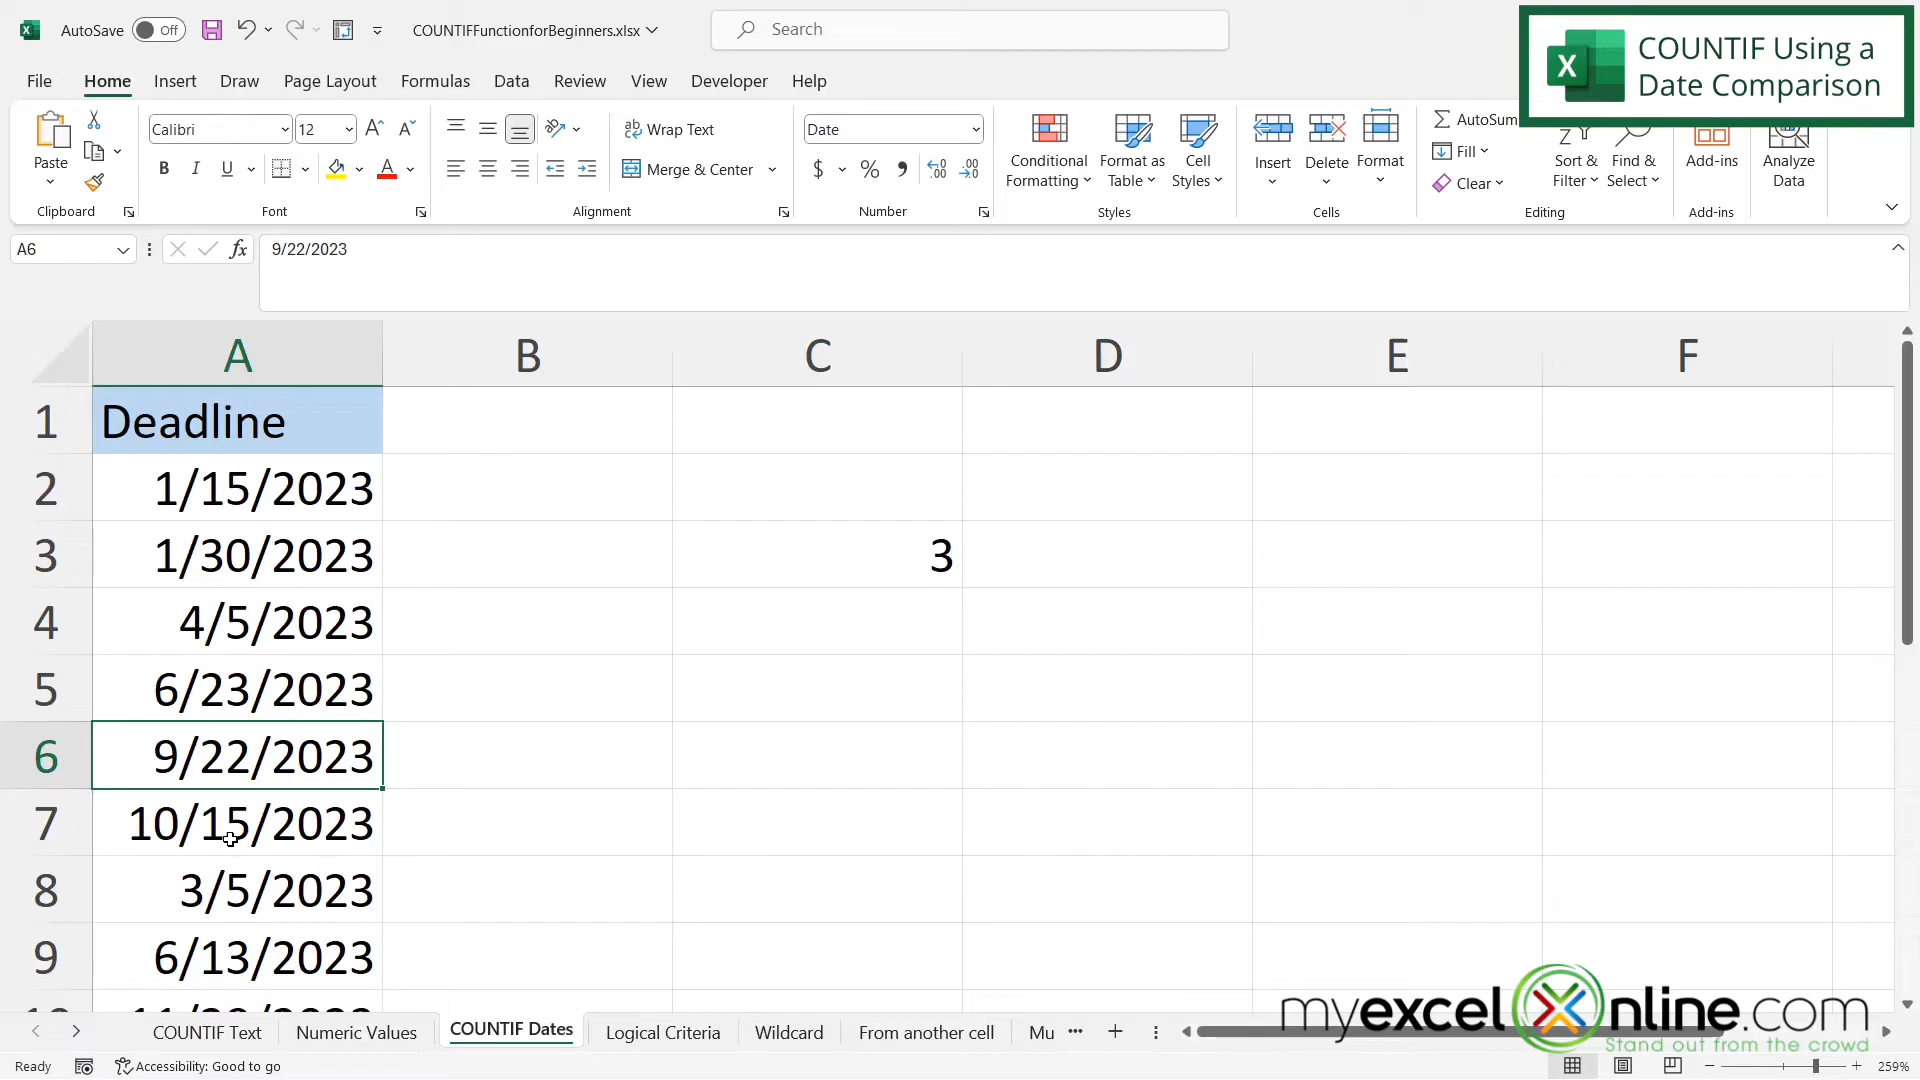 AutoSave Off COUNTIFFunctionforBeginners.xlsx Search
COUNTIF Using a
Date Comparison
File Home Insert Draw Page Layout Formulas Data Review View Developer Help
Paste
Clipboard
Calibri 12
B I U A
Font
Wrap Text
Merge & Center
Alignment
Date
$ %
Number
Conditional
Formatting
Format as
Table
Cell
Styles
Styles
Insert Delete Format
Cells
AutoSum
Fill
Clear
Sort &
Filter
Find &
Select
Editing
Add-ins
Add-ins
Analyze
Data
A6 fx 9/22/2023
A B C D E F
1 Deadline
2 1/15/2023
3 1/30/2023 3
4 4/5/2023
5 6/23/2023
6 9/22/2023
7 10/15/2023
8 3/5/2023
9 6/13/2023
COUNTIF Text Numeric Values COUNTIF Dates Logical Criteria Wildcard From another cell Mu
myexcelonline.com
Stand out from the crowd
Ready Accessibility: Good to go 259%